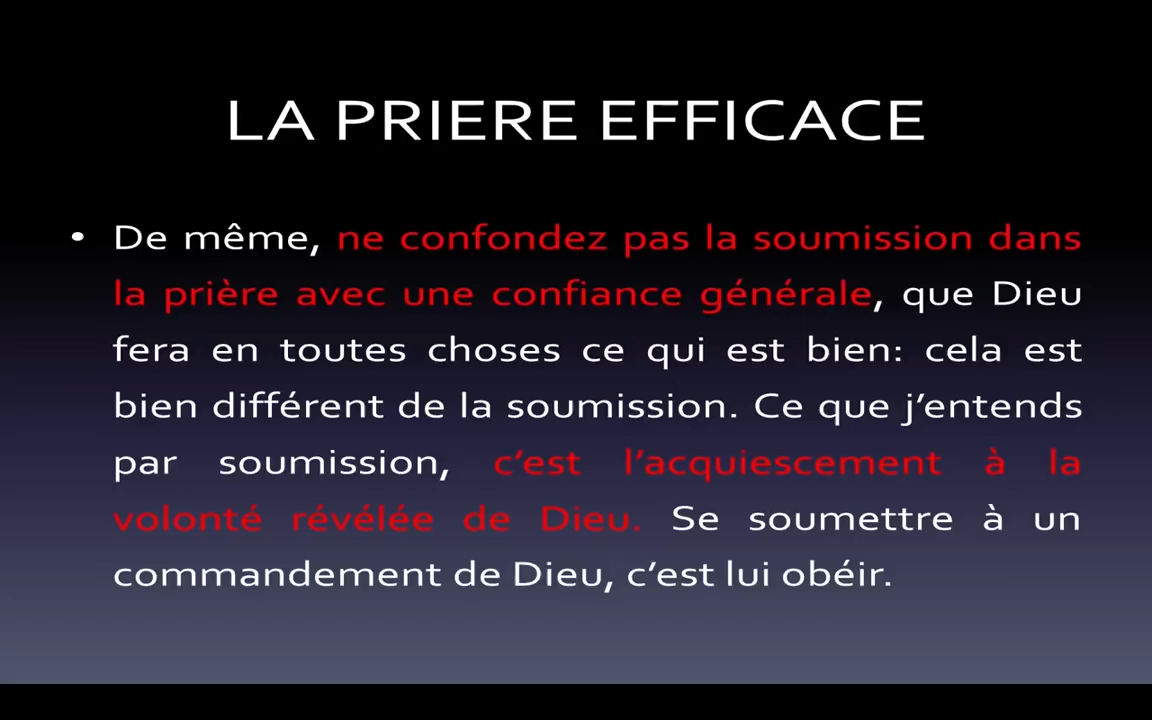 LA PRIERE EFFICACE
• De même, ne confondez pas la soumission dans
la prière avec une confiance générale, que Dieu
fera en toutes choses ce qui est bien: cela est
bien différent de la soumission. Ce que j’entends
par soumission, c’est l’acquiescement à la
volonté révélée de Dieu. Se soumettre à un
commandement de Dieu, c’est lui obéir.